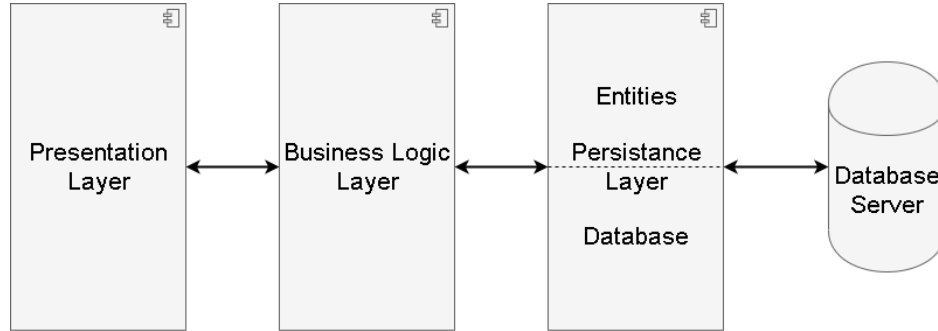 Presentation
Layer
Business Logic
Layer
Entities
Persistance
Layer
Database
Database
Server